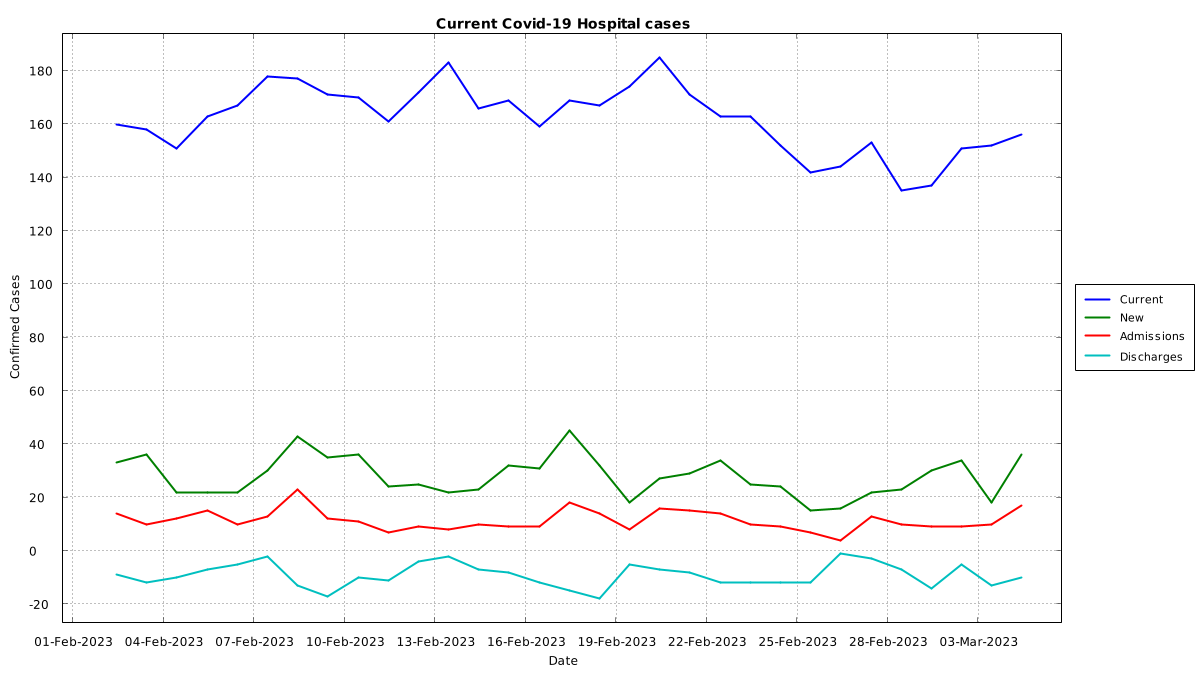 Current Covid-19 Hospital cases
Confirmed Cases
180
160
140
120
100
80
60
40
20
0
-20
01-Feb-2023 04-Feb-2023 07-Feb-2023 10-Feb-2023 13-Feb-2023 16-Feb-2023 19-Feb-2023 22-Feb-2023 25-Feb-2023 28-Feb-2023 03-Mar-2023
Date
Current
New
Admissions
Discharges